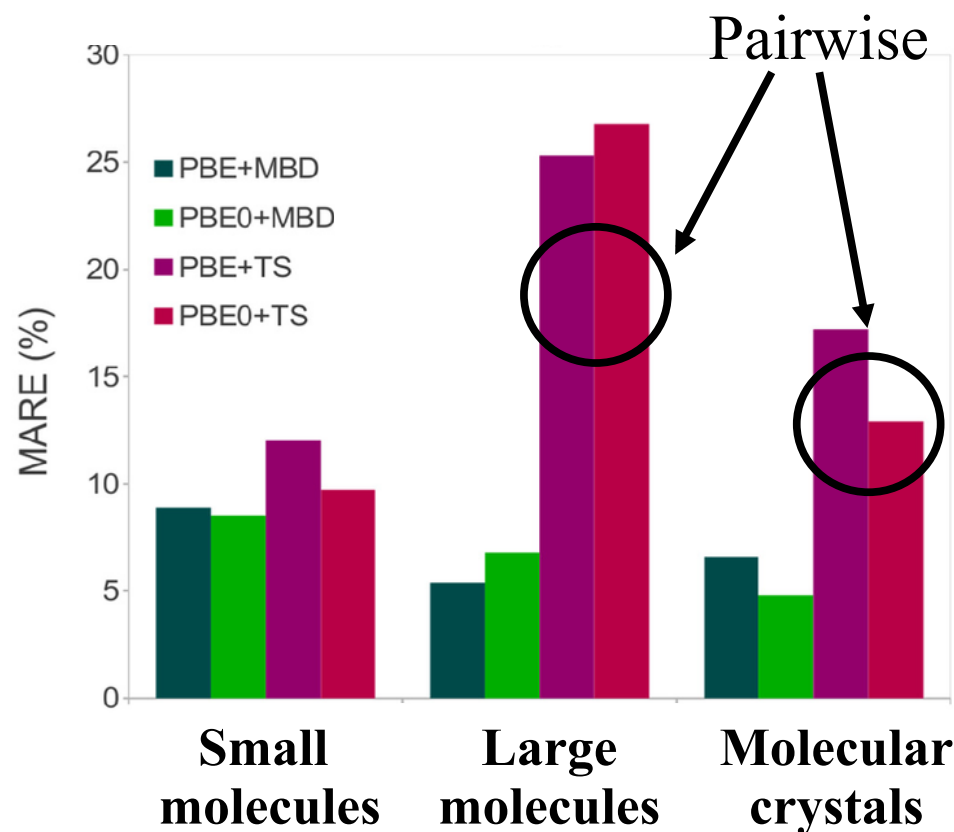 Pairwise
30
25
20
15
10
5
0
MARE (%)
PBE+MBD
PBE0+MBD
PBE+TS
PBE0+TS
Small
molecules
Large
molecules
Molecular
crystals